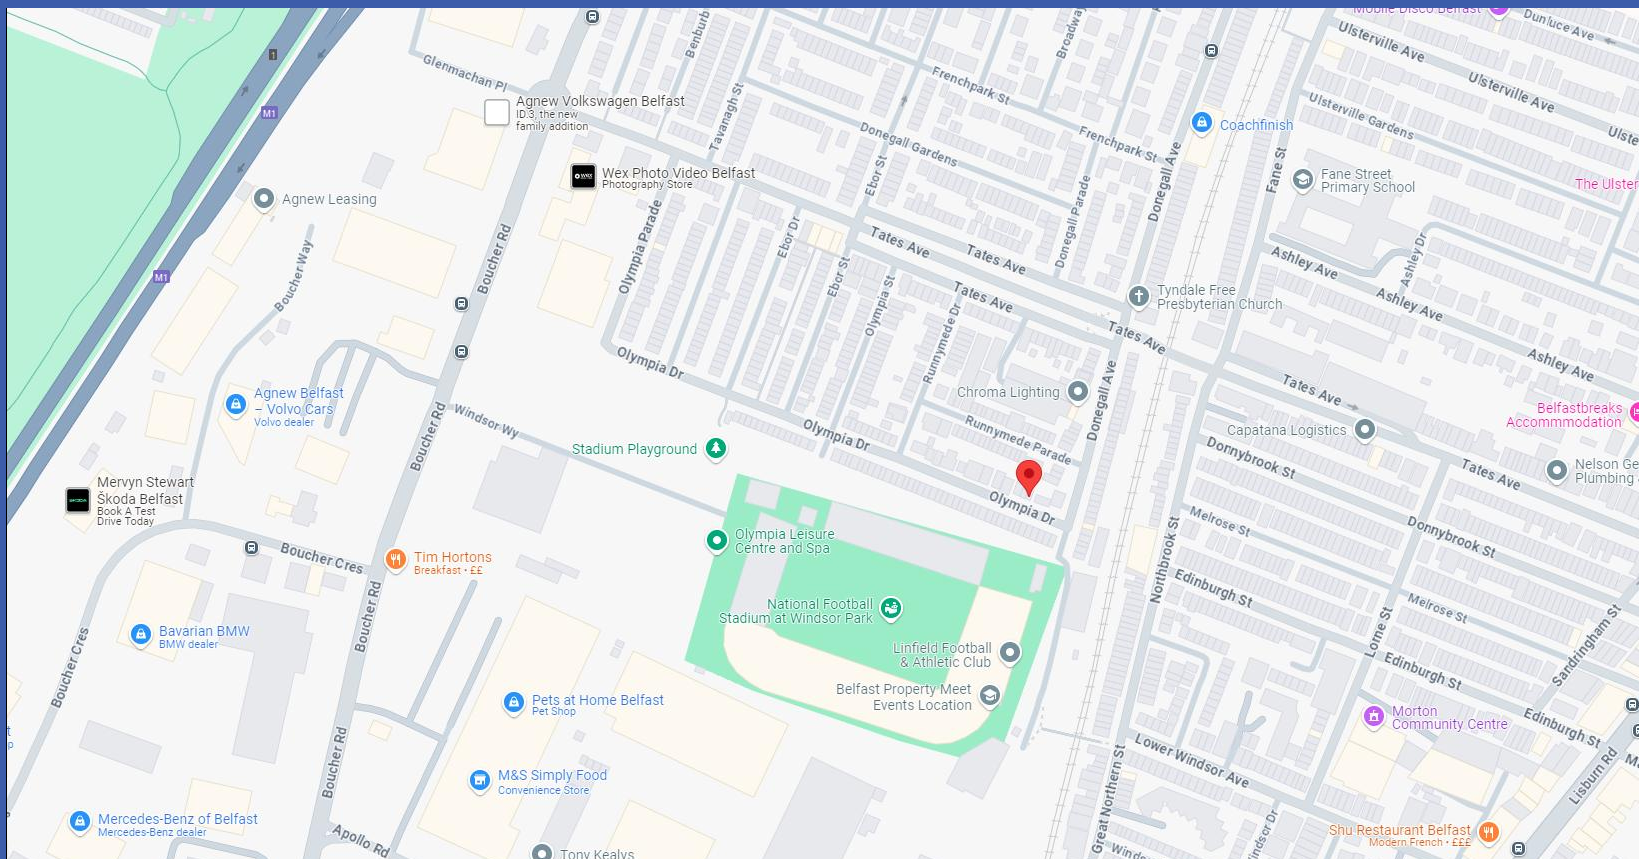 Mobile Disco Belfast
Dunluce Ave
Ulsterville Ave
Broadway
Benburb
1
Glenmachan Pl
Frenchpark St
Ulsterville Ave
M1
Agnew Volkswagen Belfast
ID.3, the new
family addition
Tavanagh St
Donegall Gardens
Frenchpark St
Coachfinish
Ulsterville Gardens
Ulste
Wex Photo Video Belfast
Photography Store
Ebor St
Donegall Ave
Fane St
Fane Street
Primary School
The Ulster
Agnew Leasing
Olympia Parade
Ebor Dr
Donegall Parade
Boucher Rd
Boucher Way
M1
Tates Ave
Tates Ave
Ashley Ave
Ashley Dr
Ebor St
Olympia St
Tates Ave
Tyndale Free
Presbyterian Church
Ashley Ave
Runnymede Dr
Tates Ave
Olympia Dr
Ashley Ave
Agnew Belfast
– Volvo Cars
Volvo dealer
Chroma Lighting
Donegall Ave
Tates Ave
Belfastbreaks
Accommmodation
Boucher Rd
Windsor Wy
Stadium Playground
Olympia Dr
Runnymede Parade
Capatana Logistics
Donnybrook St
Tates Ave
Nelson Ge
Plumbing
Mervyn Stewart
Škoda Belfast
Book A Test
Drive Today
Olympia Dr
Melrose St
Donnybrook St
Olympia Leisure
Centre and Spa
Boucher Cres
Tim Hortons
Breakfast • ££
Northbrook St
Edinburgh St
Melrose St
Boucher Rd
National Football
Stadium at Windsor Park
Lorne St
Sandringham St
Bavarian BMW
BMW dealer
Boucher Cres
Linfield Football
& Athletic Club
Edinburgh St
Belfast Property Meet
Events Location
Pets at Home Belfast
Pet Shop
Morton
Community Centre
Edinburgh St
Boucher Rd
Lower Windsor Ave
Lisburn Rd
M&S Simply Food
Convenience Store
Great Northern St
Mercedes-Benz of Belfast
Mercedes-Benz dealer
Apollo Rd
Tony Kealys
Windsor Dr
Shu Restaurant Belfast
Modern French • £££